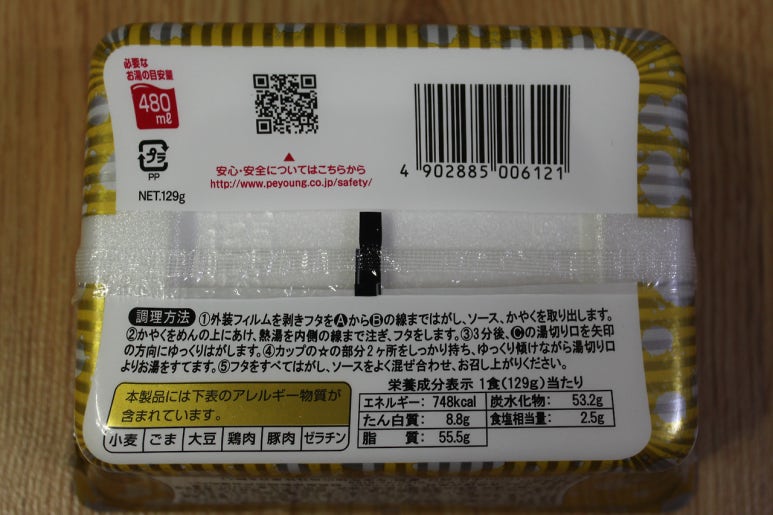 必要な
お湯の目安量
480
mℓ
プラ
PP
NET.129g
安心・安全についてはこちらから
http://www.peyoung.co.jp/safety/
4 902885 006121
調理方法 ①外装フィルムを剥きフタをAからBの線まではがし、ソース、かやくを取り出します。
②かやくをめんの上にあけ、熱湯を内側の線まで注ぎ、フタをします。③3分後、Cの湯切り口を矢印
の方向にゆっくりはがします。④カップの★の部分2ヶ所をしっかり持ち、ゆっくり傾けながら湯切り口
よりお湯をすてます。⑤フタをすべてはがし、ソースをよく混ぜ合わせ、お召し上がりください。
本製品には下表のアレルギー物質が
含まれています。
小麦 ごま 大豆 鶏肉 豚肉 ゼラチン
栄養成分表示 1食(129g)当たり
エネルギー: 748kcal 炭水化物: 53.2g
たん白質: 8.8g 食塩相当量: 2.5g
脂 質: 55.5g